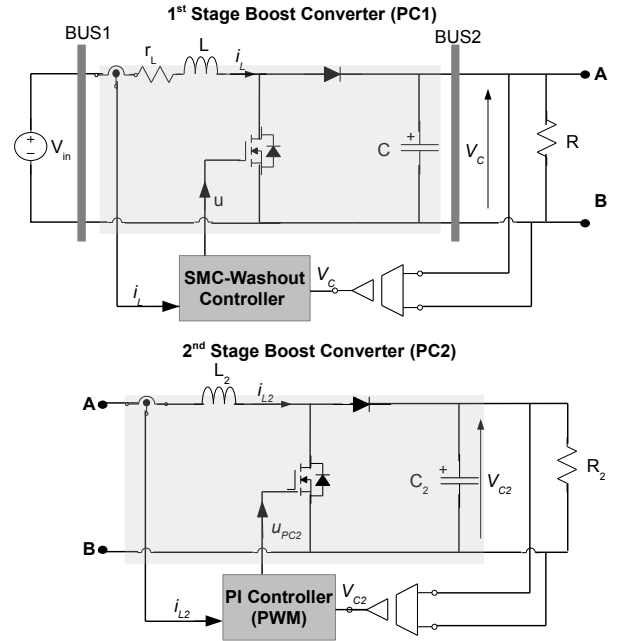 1st Stage Boost Converter (PC1)
BUS1
BUS2
rL
L
iL
A
+
−
Vin
u
C
+
VC
R
B
SMC-Washout
Controller
VC
iL
2nd Stage Boost Converter (PC2)
L2
iL2
A
+
C2
VC2
R2
uPC2
B
PI Controller
(PWM)
VC2
iL2